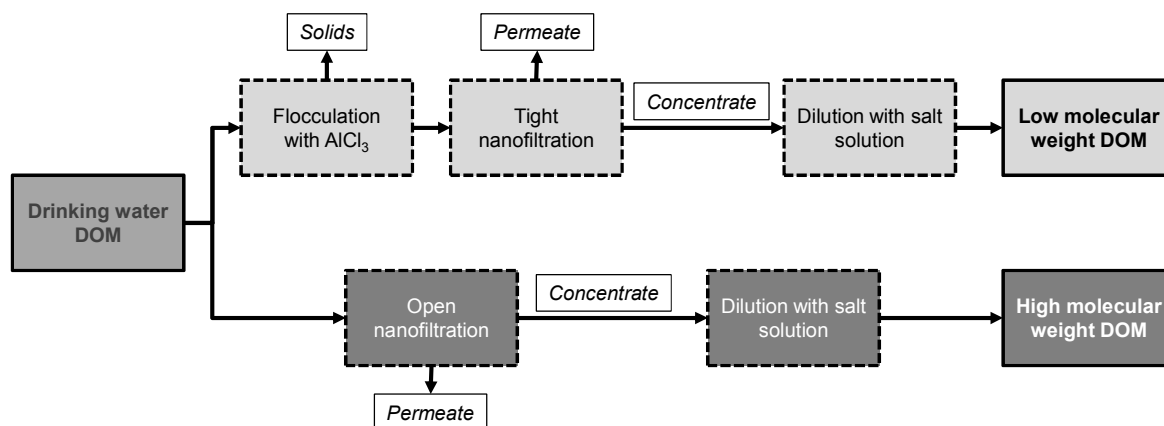 Solids
Permeate
Flocculation
with AlCl₃
Tight
nanofiltration
Concentrate
Dilution with salt
solution
Low molecular
weight DOM
Drinking water
DOM
Open
nanofiltration
Concentrate
Dilution with salt
solution
High molecular
weight DOM
Permeate